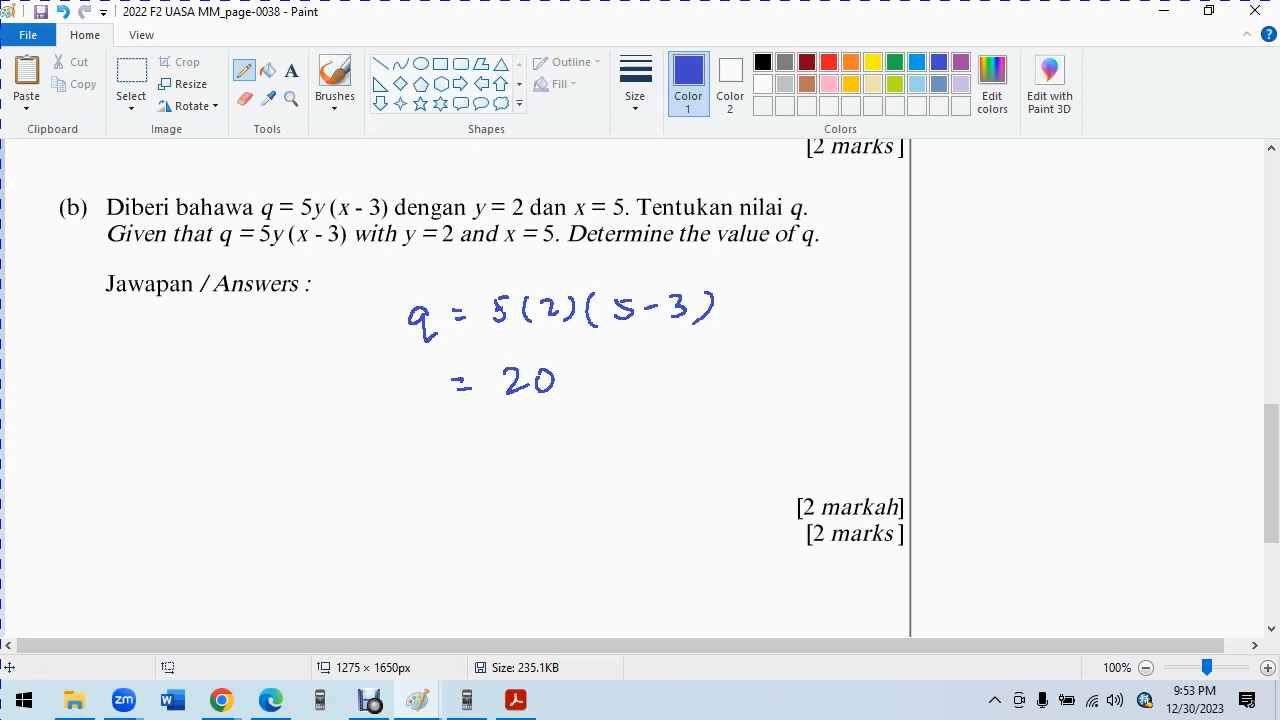 2022 F2 UASA MM_page-0038 - Paint
File Home View
Paste
Cut
Copy
Clipboard
Select
Crop
Resize
Rotate
Image
A
Tools
Brushes
Shapes
Outline
Fill
Size
Color 1
Color 2
Edit colors
Edit with Paint 3D
Colors
[2 marks]
(b) Diberi bahawa q = 5y (x - 3) dengan y = 2 dan x = 5. Tentukan nilai q.
Given that q = 5y (x - 3) with y = 2 and x = 5. Determine the value of q.
Jawapan / Answers :
q = 5(2)(5-3)
= 20
[2 markah]
[2 marks ]
1275 × 1650px Size: 235.1KB 100%
zm W 9:53 PM
12/30/2023